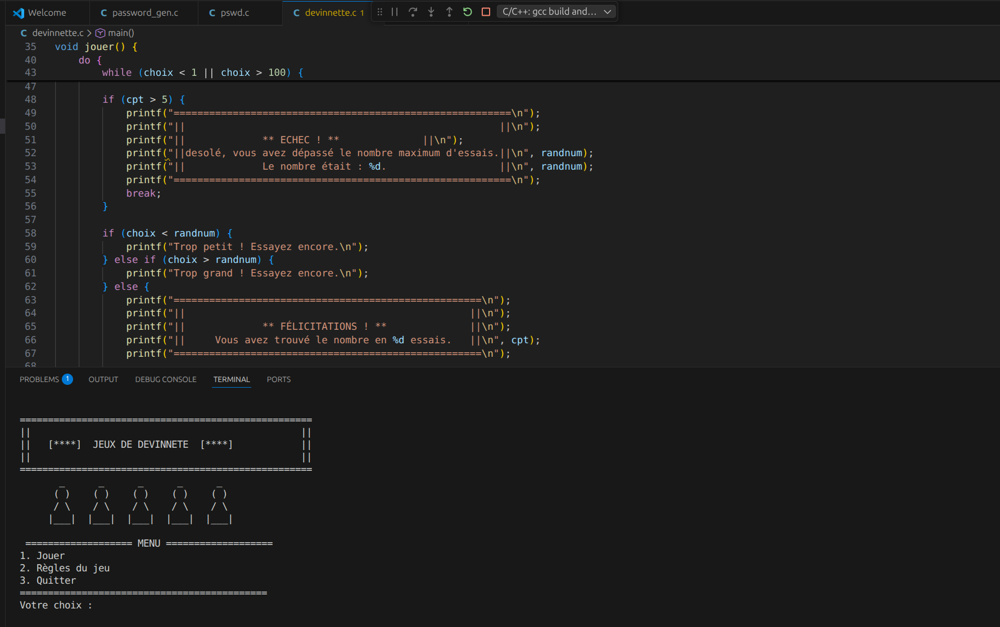 Welcome
C password_gen.c
C pswd.c
C devinnette.c 1
C/C++: gcc build and...
C devinnette.c > main()
35 void jouer() {
40     do {
43         while (choix < 1 || choix > 100) {
47
48         if (cpt > 5) {
49             printf("=========================================================\n");
50             printf("||                                                     ||\n");
51             printf("||             ** ECHEC ! **              ||\n");
52             printf("||desolé, vous avez dépassé le nombre maximum d'essais.||\n", randnum);
53             printf("||             Le nombre était : %d.                   ||\n", randnum);
54             printf("=========================================================\n");
55             break;
56         }
57
58         if (choix < randnum) {
59             printf("Trop petit ! Essayez encore.\n");
60         } else if (choix > randnum) {
61             printf("Trop grand ! Essayez encore.\n");
62         } else {
63             printf("====================================================\n");
64             printf("||                                                ||\n");
65             printf("||             ** FÉLICITATIONS ! **              ||\n");
66             printf("||     Vous avez trouvé le nombre en %d essais.   ||\n", cpt);
67             printf("====================================================\n");
68
PROBLEMS 1 OUTPUT DEBUG CONSOLE TERMINAL PORTS
====================================================
||                                                ||
||   [****]  JEUX DE DEVINNETE  [****]            ||
||                                                ||
====================================================
       _      _      _      _      _
      ( )    ( )    ( )    ( )    ( )
      / \    / \    / \    / \    / \
     |___|  |___|  |___|  |___|  |___|
 =================== MENU ===================
1. Jouer
2. Règles du jeu
3. Quitter
============================================
Votre choix :